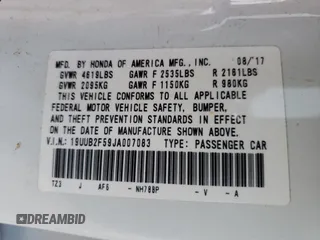 MFD. BY HONDA OF AMERICA MFG., INC. 08/'17
GVWR 4619LBS GAWR F 2535LBS R 2161LBS
GVWR 2095KG GAWR F 1150KG R 980KG
THIS VEHICLE CONFORMS TO ALL APPLICABLE
FEDERAL MOTOR VEHICLE SAFETY, BUMPER,
AND THEFT PREVENTION STANDARDS IN EFFECT
ON THE DATE OF MANUFACTURE SHOWN ABOVE.
V.I.N.: 19UUB2F59JA007083 TYPE: PASSENGER CAR
TZ3 J AF6 - NH788P - V - A
DREAMBID